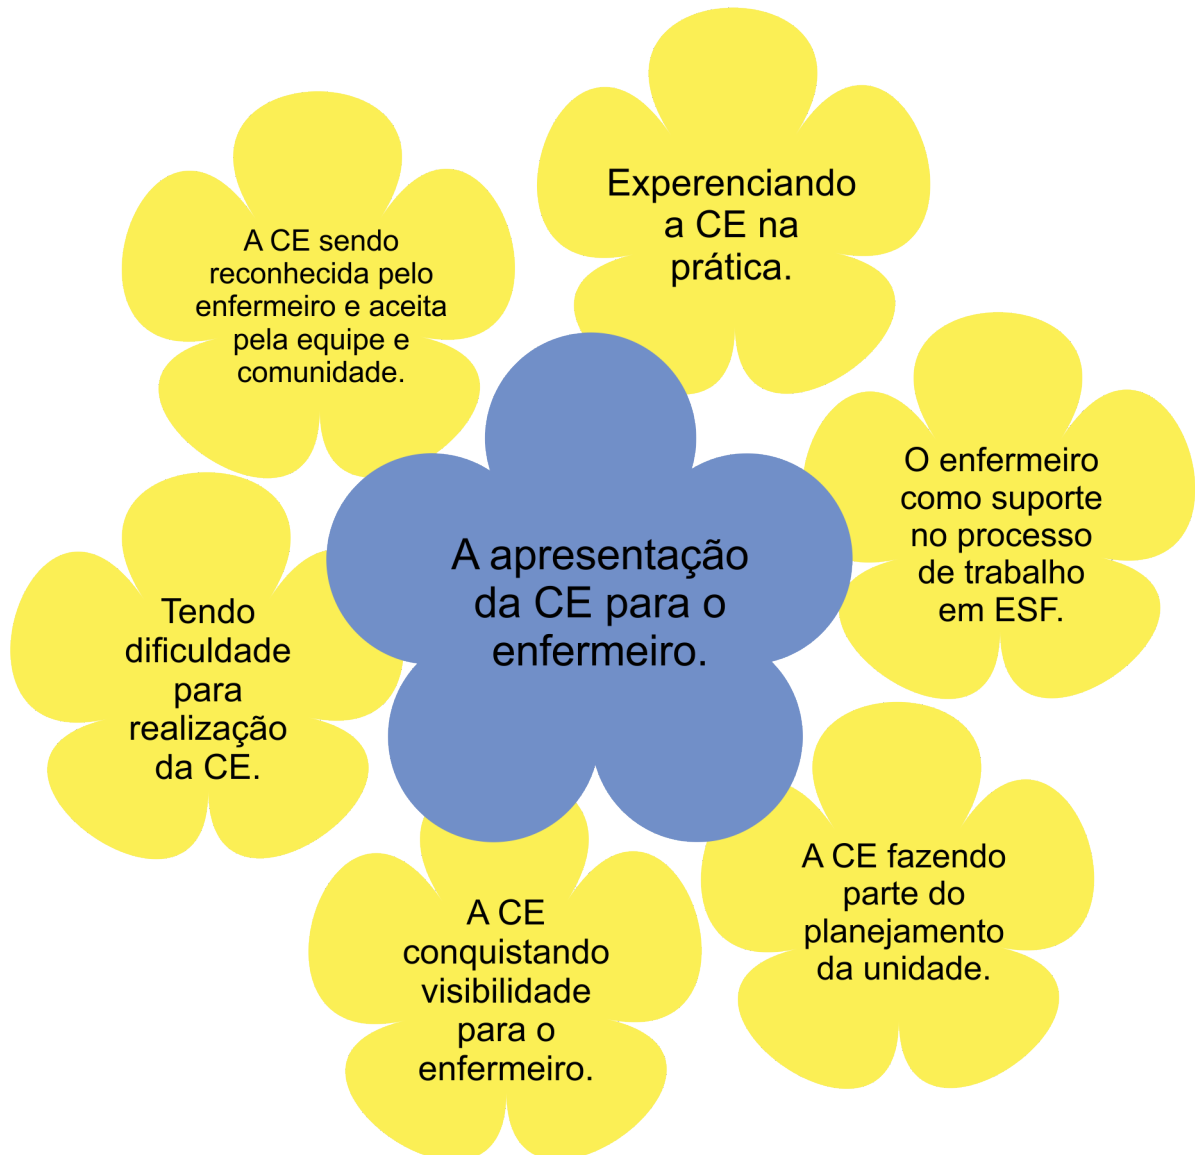 Experenciando
a CE na
prática.
A CE sendo
reconhecida pelo
enfermeiro e aceita
pela equipe e
comunidade.
O enfermeiro
como suporte
no processo
de trabalho
em ESF.
A apresentação
da CE para o
enfermeiro.
Tendo
dificuldade
para
realização
da CE.
A CE fazendo
parte do
planejamento
da unidade.
A CE
conquistando
visibilidade
para o
enfermeiro.